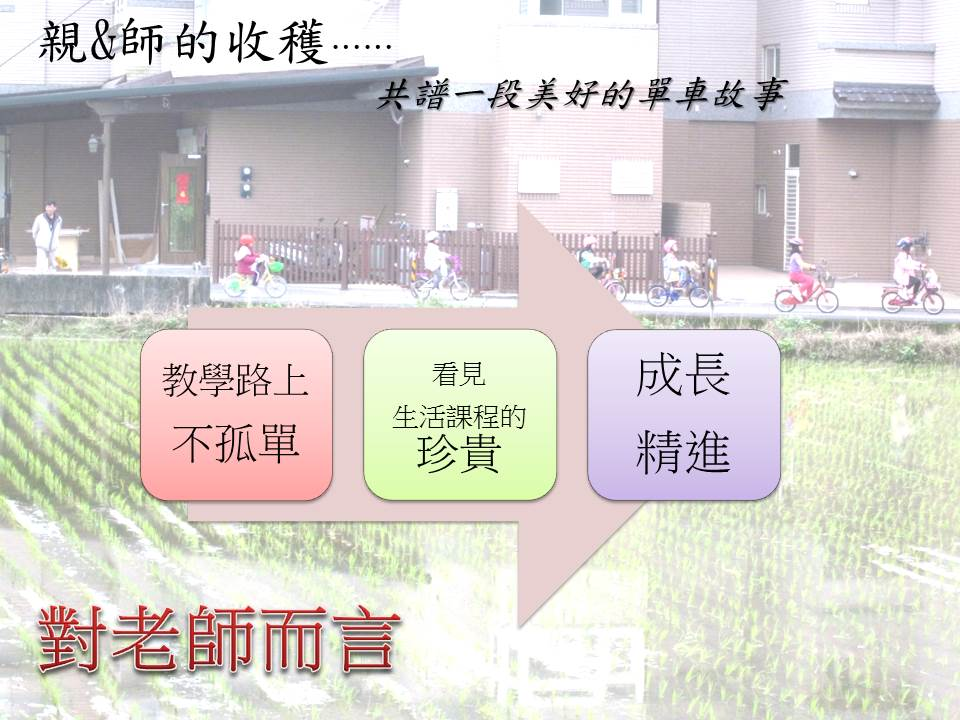 親&師的收穫……
共譜一段美好的單車故事
教學路上
不孤單
看見
生活課程的
珍貴
成長
精進
對老師而言